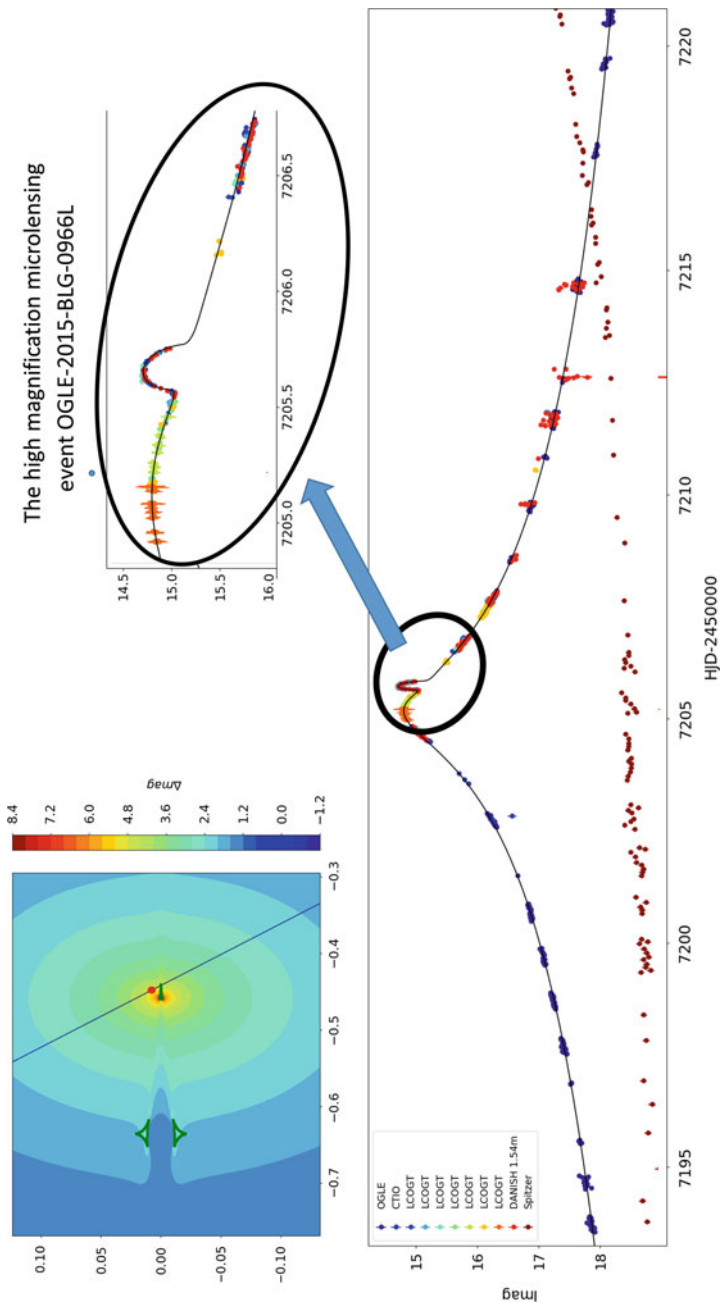 The high magnification microlensing
event OGLE-2015-BLG-0966L
0.10
0.05
0.00
−0.05
−0.10
−0.7
−0.6
−0.5
−0.4
−0.3
8.4
7.2
6.0
4.8
3.6
2.4
1.2
0.0
−1.2
Δmag
14.5
15.0
15.5
16.0
7205.0
7205.5
7206.0
7206.5
OGLE
CTIO
LCOGT
LCOGT
LCOGT
LCOGT
LCOGT
LCOGT
LCOGT
DANISH 1.54m
Spitzer
Imag
15
16
17
18
7195
7200
7205
7210
7215
7220
HJD-2450000